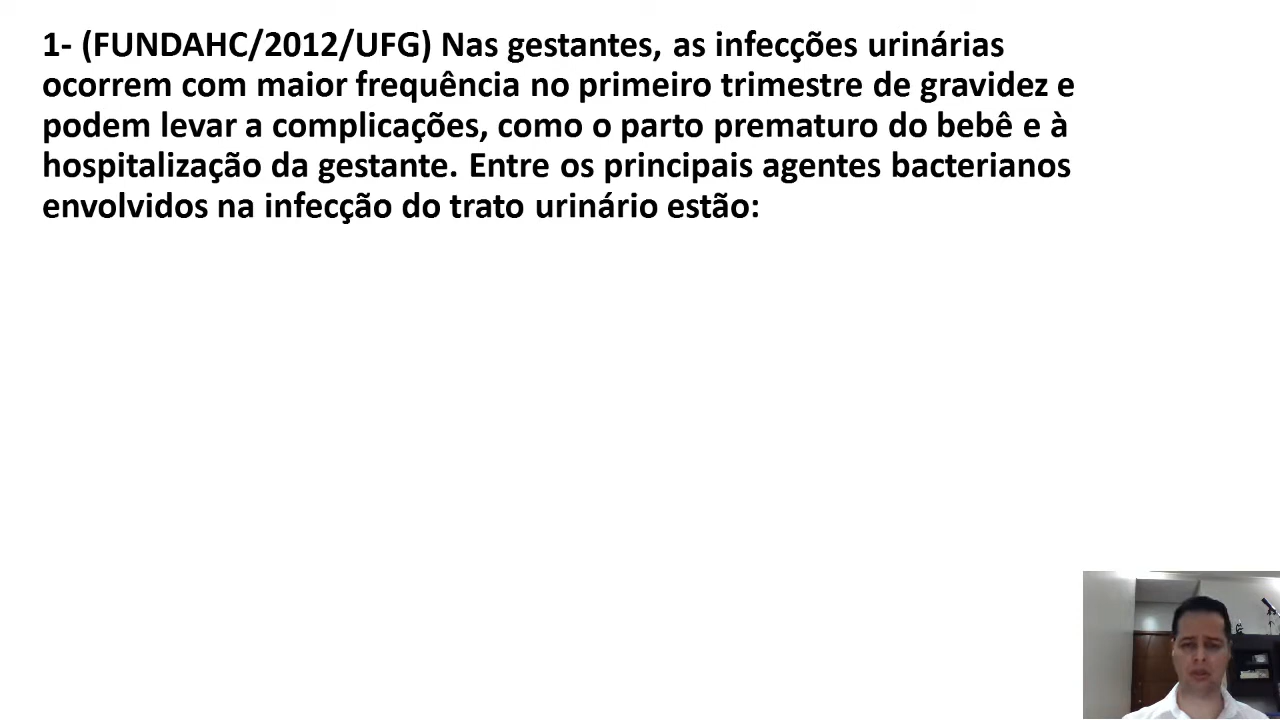 1- (FUNDAHC/2012/UFG) Nas gestantes, as infecções urinárias
ocorrem com maior frequência no primeiro trimestre de gravidez e
podem levar a complicações, como o parto prematuro do bebê e à
hospitalização da gestante. Entre os principais agentes bacterianos
envolvidos na infecção do trato urinário estão: